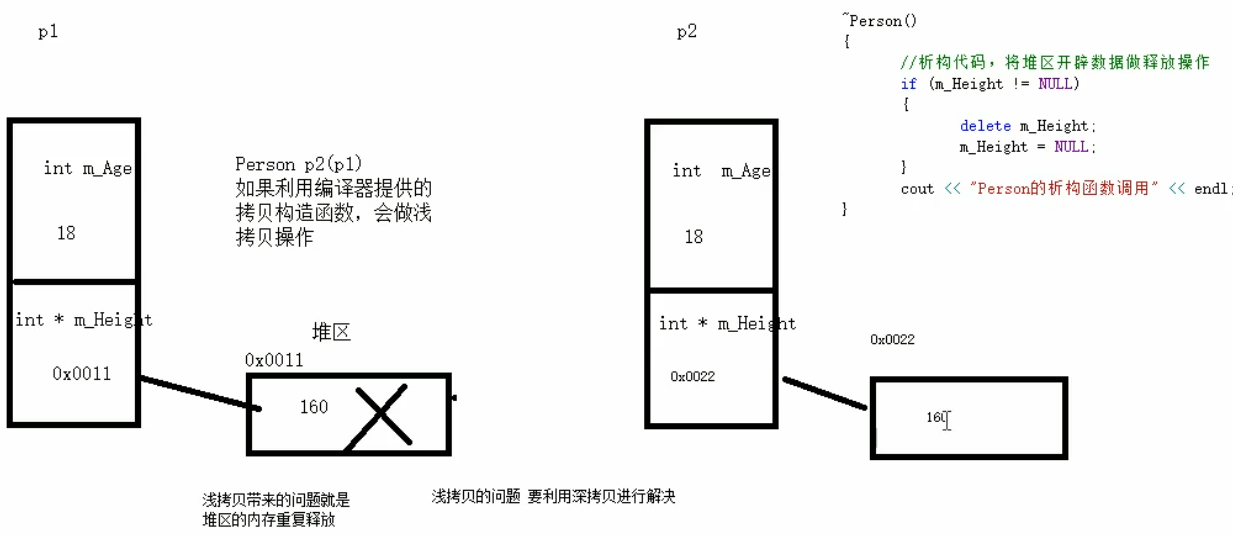 p1
int m_Age
18
int * m_Height
0x0011
Person p2(p1)
如果利用编译器提供的
拷贝构造函数，会做浅
拷贝操作
堆区
0x0011
160
浅拷贝带来的问题就是
堆区的内存重复释放
浅拷贝的问题 要利用深拷贝进行解决
p2
int m_Age
18
int * m_Height
0x0022
0x0022
160
~Person()
{
//析构代码，将堆区开辟数据做释放操作
if (m_Height != NULL)
{
delete m_Height;
m_Height = NULL;
}
cout << "Person的析构函数调用" << endl;
}